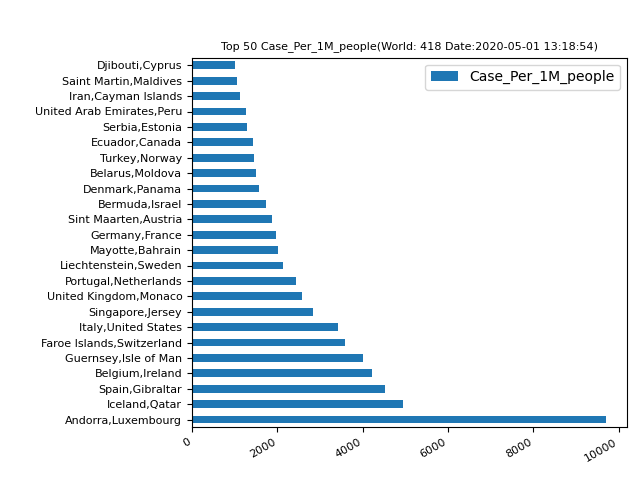 Top 50 Case_Per_1M_people(World: 418 Date:2020-05-01 13:18:54)
Case_Per_1M_people
Djibouti,Cyprus
Saint Martin,Maldives
Iran,Cayman Islands
United Arab Emirates,Peru
Serbia,Estonia
Ecuador,Canada
Turkey,Norway
Belarus,Moldova
Denmark,Panama
Bermuda,Israel
Sint Maarten,Austria
Germany,France
Mayotte,Bahrain
Liechtenstein,Sweden
Portugal,Netherlands
United Kingdom,Monaco
Singapore,Jersey
Italy,United States
Faroe Islands,Switzerland
Guernsey,Isle of Man
Belgium,Ireland
Spain,Gibraltar
Iceland,Qatar
Andorra,Luxembourg
0 2000 4000 6000 8000 10000